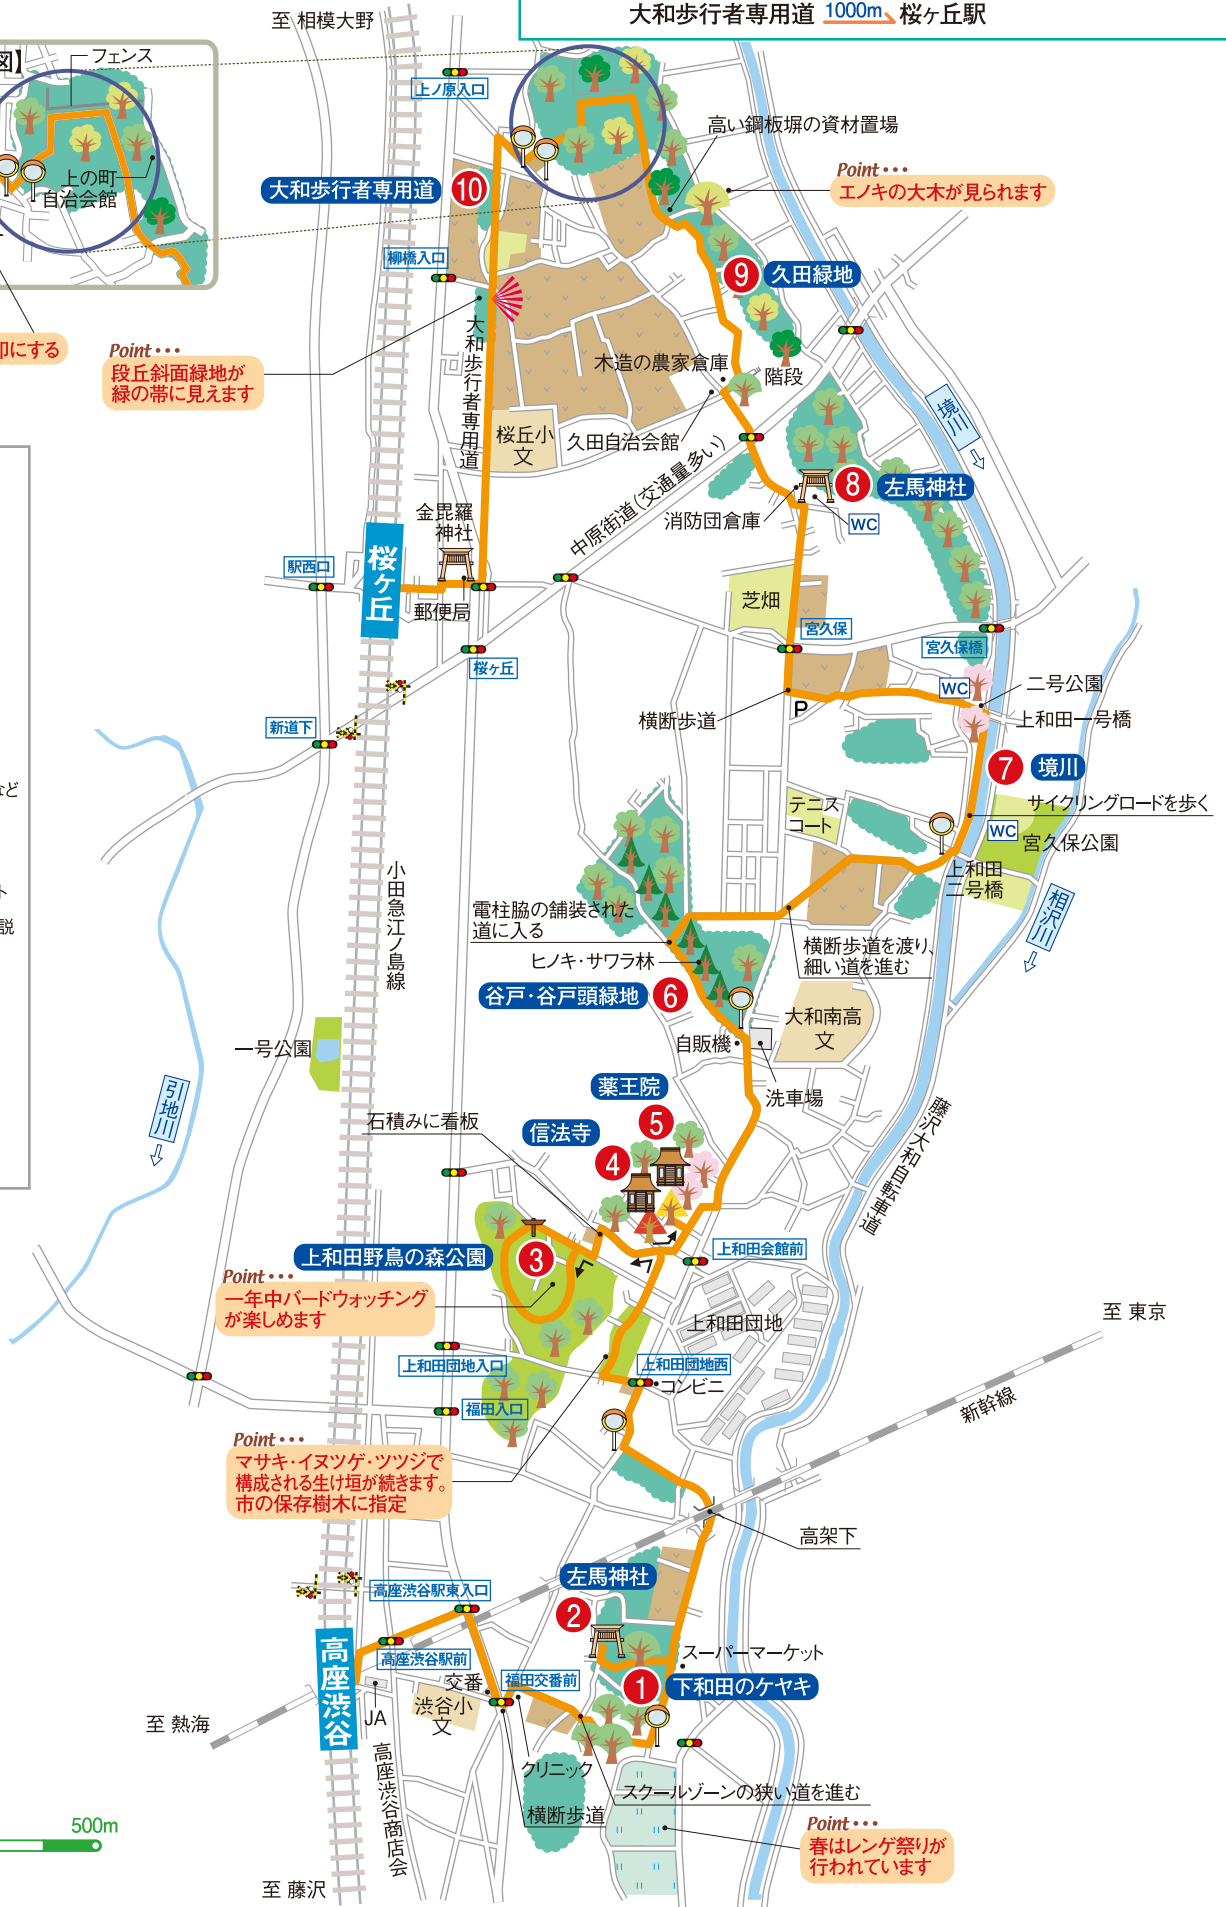 大和歩行者専用道 1000m 桜ヶ丘駅
至 相模大野
図】
フェンス
上の町
自治会館
上ノ原入口
高い鋼板塀の資材置場
Point・・・
エノキの大木が見られます
大和歩行者専用道 10
柳橋入口
9 久田緑地
印にする
Point・・・
段丘斜面緑地が
緑の帯に見えます
大和歩行者専用道
木造の農家倉庫
階段
桜丘小
文
久田自治会館
境川
中原街道(交通量多い)
8 左馬神社
消防団倉庫
WC
金毘羅
神社
駅西口
桜ヶ丘
郵便局
芝畑
宮久保
宮久保橋
桜ヶ丘
WC
二号公園
横断歩道
P
上和田一号橋
新道下
7 境川
など
テニス
コート
サイクリングロードを歩く
WC
宮久保公園
上和田
二号橋
小田急江ノ島線
ト
説
電柱脇の舗装された
道に入る
相沢川
横断歩道を渡り、
細い道を進む
ヒノキ・サワラ林
谷戸・谷戸頭緑地 6
大和南高
文
自販機
一号公園
洗車場
薬王院
5
引地川
石積みに看板
信法寺
4
藤沢大和自転車道
上和田野鳥の森公園 3
上和田会館前
Point・・・
一年中バードウォッチング
が楽しめます
至 東京
上和田団地
上和田団地入口
上和田団地西
コンビニ
福田入口
新幹線
Point・・・
マサキ・イヌツゲ・ツツジで
構成される生け垣が続きます。
市の保存樹木に指定
高架下
左馬神社
2
高座渋谷駅東入口
高座渋谷
高座渋谷駅前
スーパーマーケット
交番
福田交番前
1 下和田のケヤキ
渋谷小
文
JA
至 熱海
高座渋谷商店会
クリニック
スクールゾーンの狭い道を進む
横断歩道
500m
Point・・・
春はレンゲ祭りが
行われています
至 藤沢